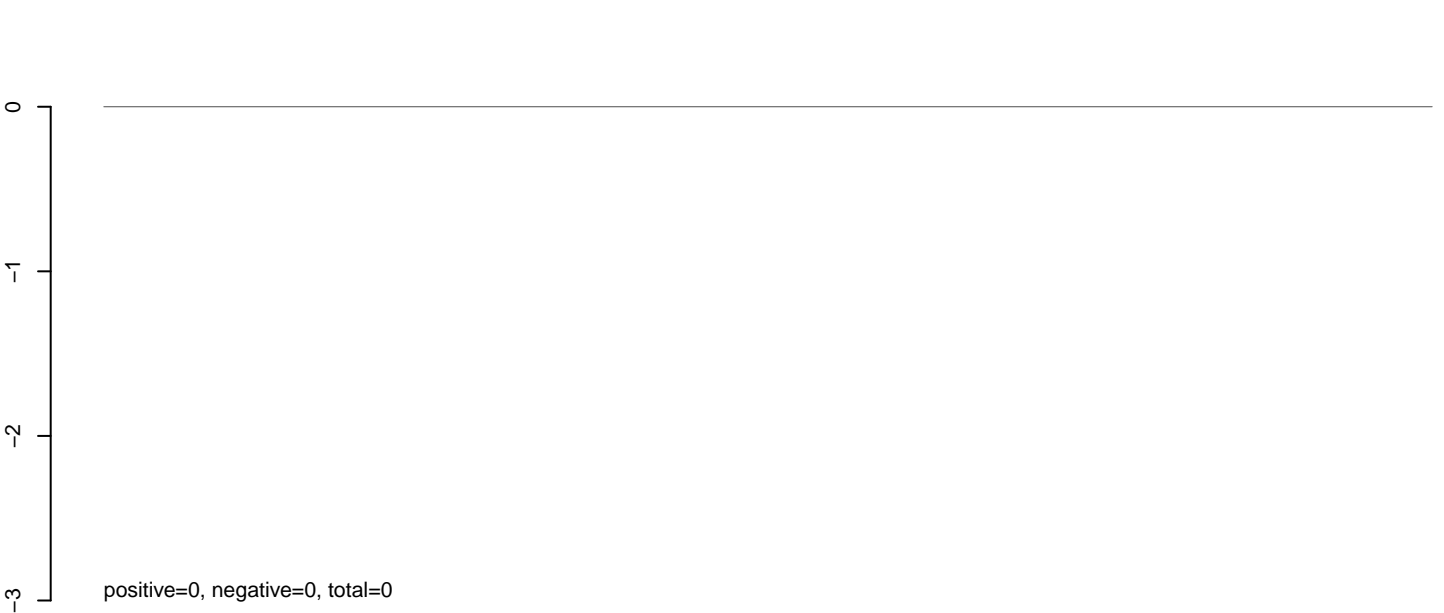 0
−1
−2
−3
positive=0, negative=0, total=0